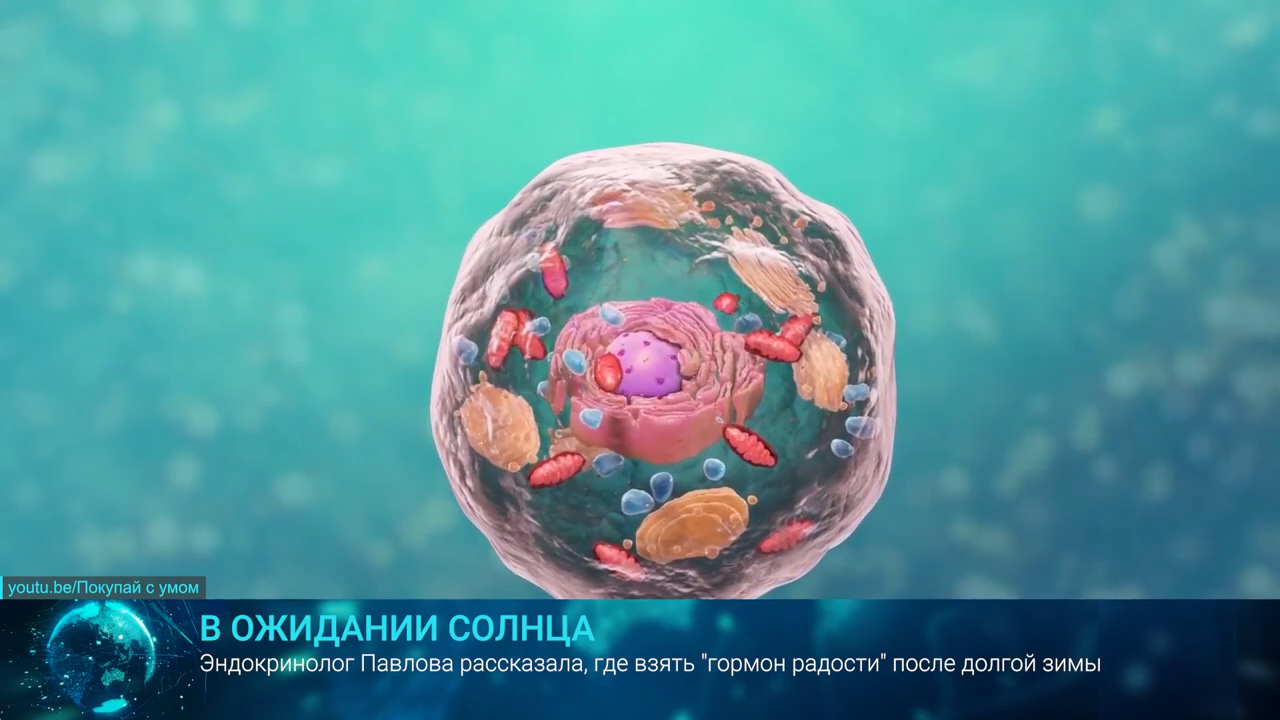 youtu.be/Покупай с умом
В ОЖИДАНИИ СОЛНЦА
Эндокринолог Павлова рассказала, где взять "гормон радости" после долгой зимы